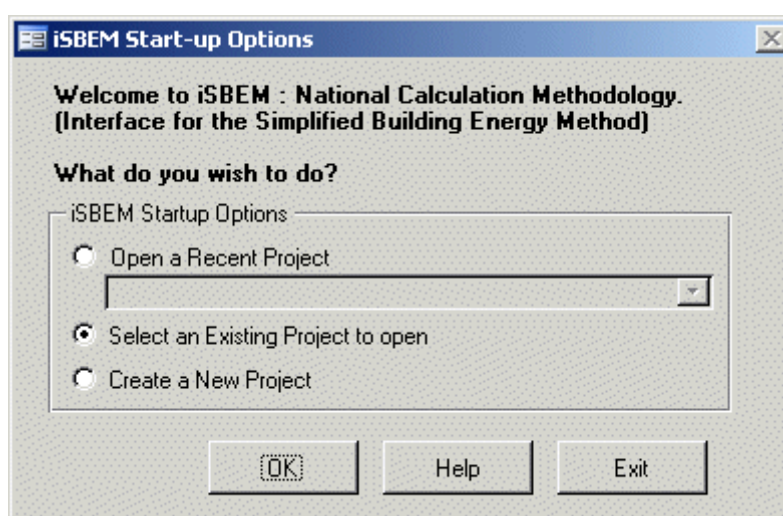 iSBEM Start-up Options
Welcome to iSBEM : National Calculation Methodology.
(Interface for the Simplified Building Energy Method)
What do you wish to do?
iSBEM Startup Options
Open a Recent Project
Select an Existing Project to open
Create a New Project
OK Help Exit